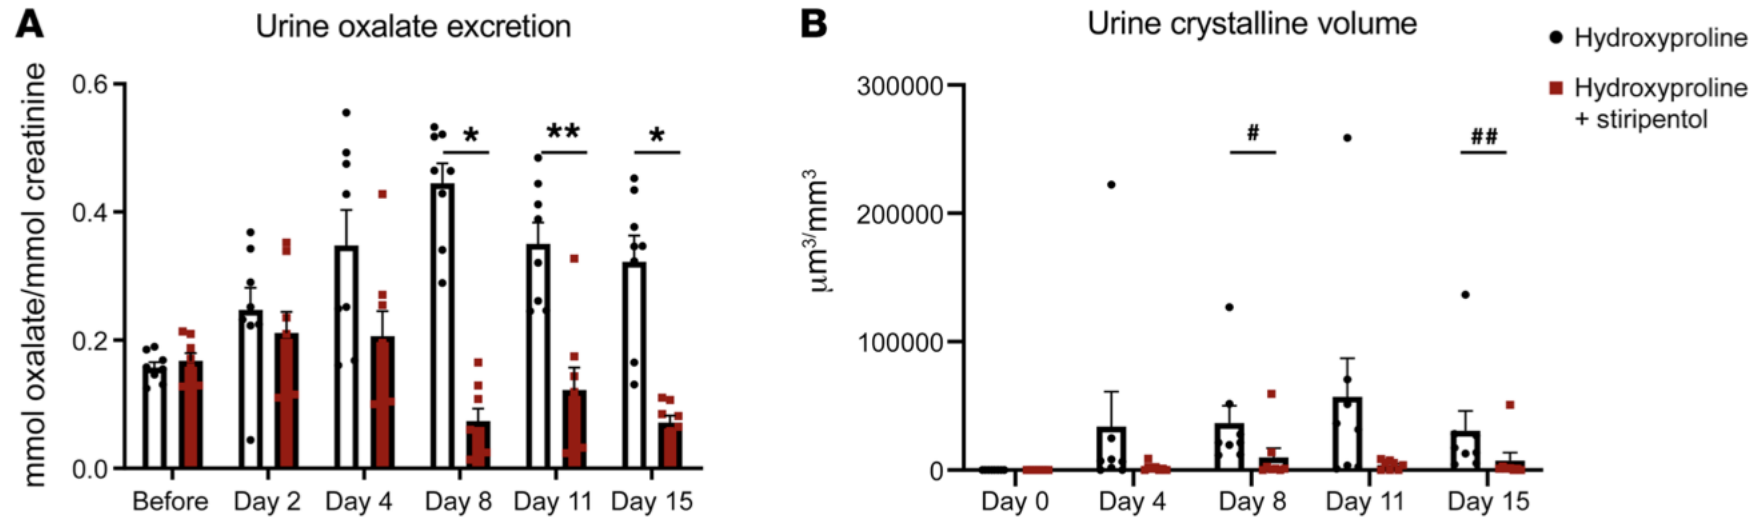 A
Urine oxalate excretion
mmol oxalate/mmol creatinine
0.6
0.4
0.2
0.0
*
**
*
Before
Day 2
Day 4
Day 8
Day 11
Day 15
B
Urine crystalline volume
μm³/mm³
300000
200000
100000
0
#
##
Day 0
Day 4
Day 8
Day 11
Day 15
Hydroxyproline
Hydroxyproline
+ stiripentol